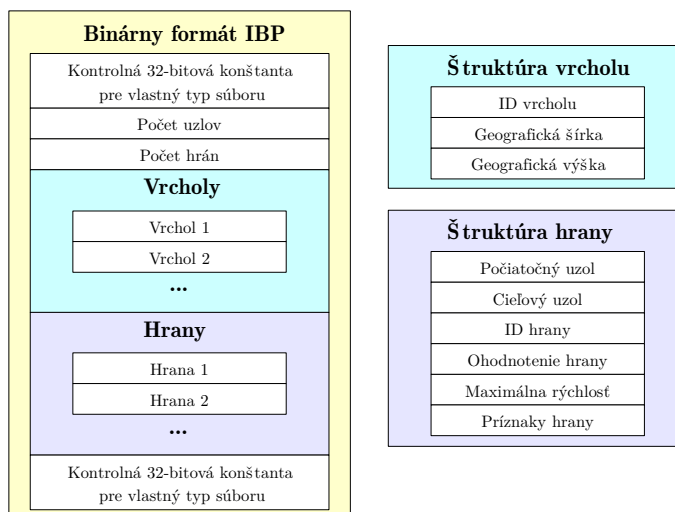 Binárny formát IBP
Kontrolná 32-bitová konštanta
pre vlastný typ súboru
Počet uzlov
Počet hrán
Vrcholy
Vrchol 1
Vrchol 2
...
Hrany
Hrana 1
Hrana 2
...
Kontrolná 32-bitová konštanta
pre vlastný typ súboru
Štruktúra vrcholu
ID vrcholu
Geografická šírka
Geografická výška
Štruktúra hrany
Počiatočný uzol
Cieľový uzol
ID hrany
Ohodnotenie hrany
Maximálna rýchlosť
Príznaky hrany